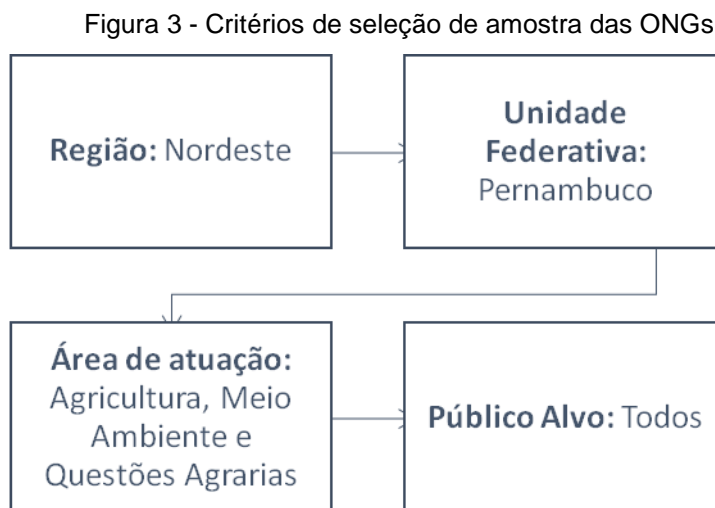 Figura 3 - Critérios de seleção de amostra das ONGs
Região: Nordeste
Unidade
Federativa:
Pernambuco
Área de atuação:
Agricultura, Meio
Ambiente e
Questões Agrarias
Público Alvo: Todos